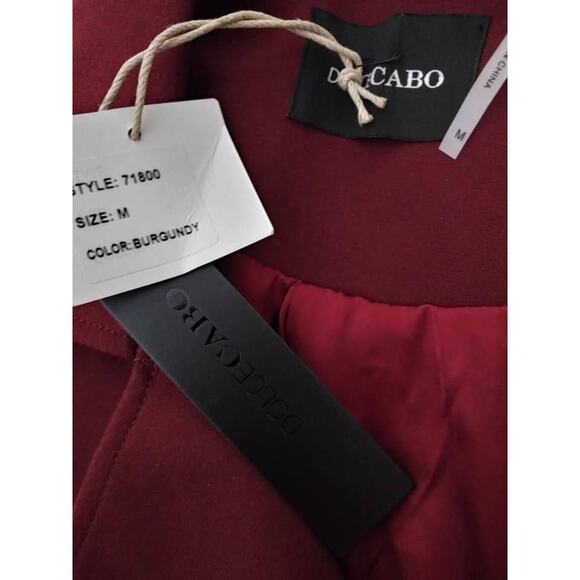 CABO
CHINA
M
STYLE: 71800
SIZE: M
COLOR:BURGUNDY
DOLCECABO